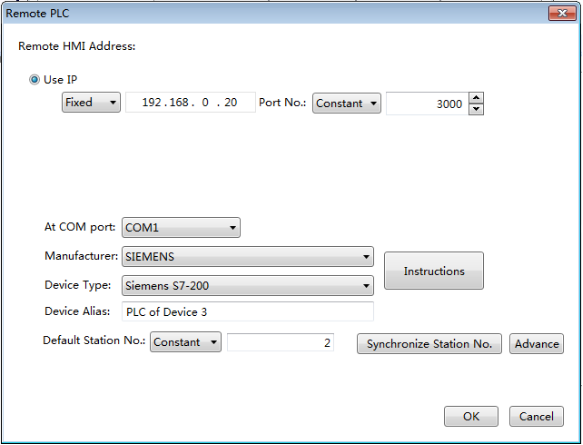 Remote PLC
Remote HMI Address:
Use IP
Fixed 192.168. 0 . 20 Port No.: Constant 3000
At COM port: COM1
Manufacturer: SIEMENS
Instructions
Device Type: Siemens S7-200
Device Alias: PLC of Device 3
Default Station No.: Constant 2 Synchronize Station No. Advance
OK Cancel